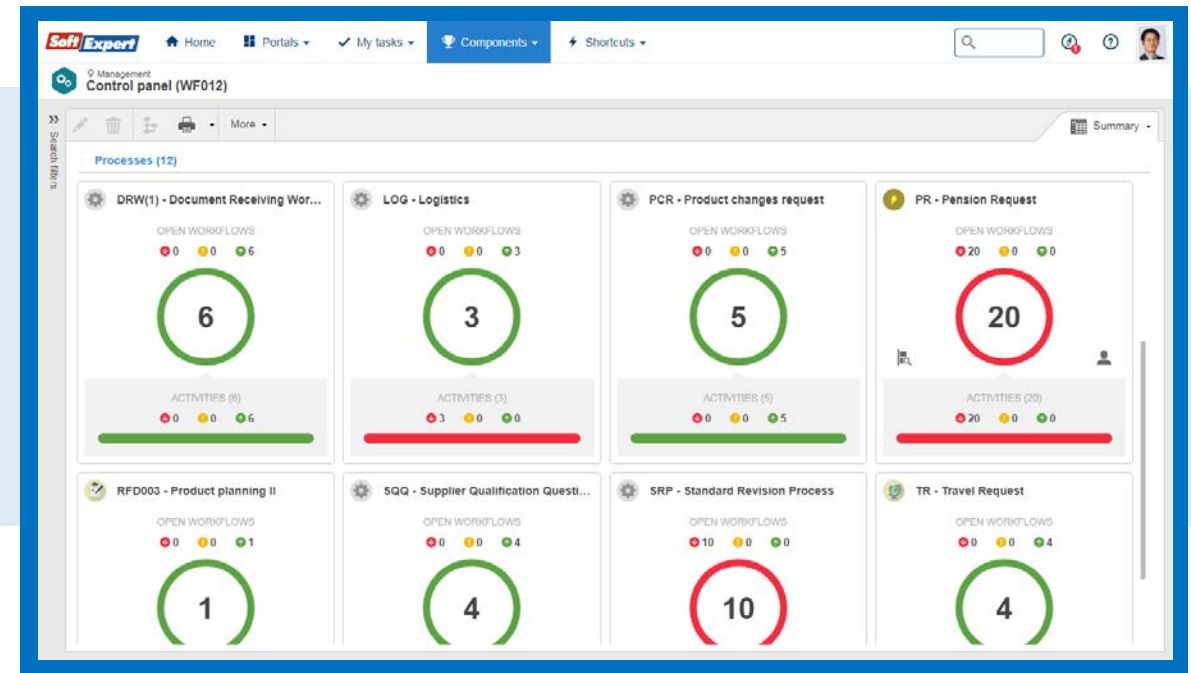 Soft Expert Home Portals My tasks Components Shortcuts
Management
Control panel (WF012)
More Summary
Search filters
Processes (12)
DRW(1) - Document Receiving Wor... LOG - Logistics PCR - Product changes request PR - Pension Request
OPEN WORKFLOWS OPEN WORKFLOWS OPEN WORKFLOWS OPEN WORKFLOWS
0 0 6 0 0 3 0 0 5 20 0 0
6 3 5 20
ACTIVITIES (6) ACTIVITIES (3) ACTIVITIES (5) ACTIVITIES (20)
0 0 6 3 0 0 0 0 5 20 0 0
RFD003 - Product planning II SQQ - Supplier Qualification Questi... SRP - Standard Revision Process TR - Travel Request
OPEN WORKFLOWS OPEN WORKFLOWS OPEN WORKFLOWS OPEN WORKFLOWS
0 0 1 0 0 4 10 0 0 0 0 4
1 4 10 4